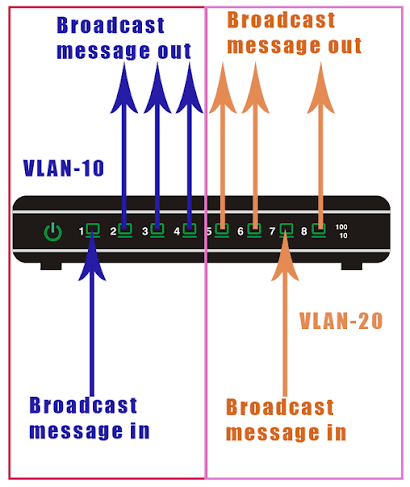 Broadcast
message out
Broadcast
message out
VLAN-10
1 2 3 4 5 6 7 8 100
10
VLAN-20
Broadcast
message in
Broadcast
message in